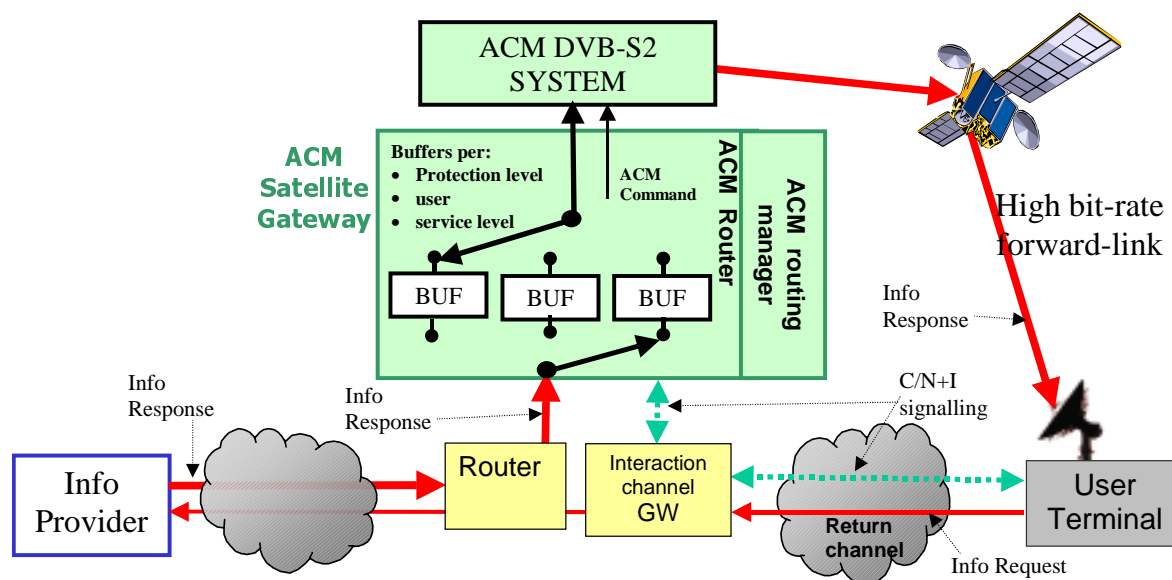 ACM DVB-S2
SYSTEM
ACM
Satellite
Gateway
Buffers per:
• Protection level
• user
• service level
ACM
Command
ACM Router
ACM routing
manager
BUF
BUF
BUF
High bit-rate
forward-link
Info
Response
Info
Response
Info
Response
C/N+I
signalling
Info
Provider
Router
Interaction
channel
GW
Return
channel
User
Terminal
Info Request